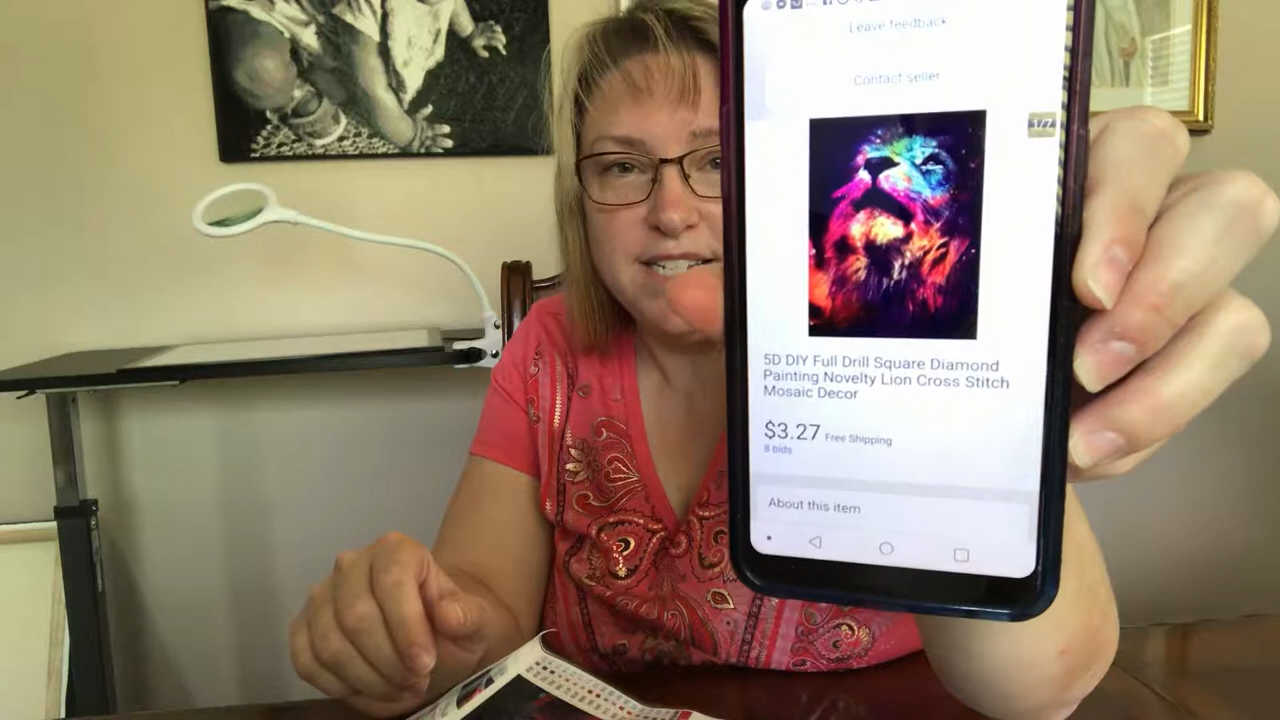 Leave feedback
Contact seller
1/7
5D DIY Full Drill Square Diamond
Painting Novelty Lion Cross Stitch
Mosaic Decor
$3.27 Free Shipping
8 bids
About this item